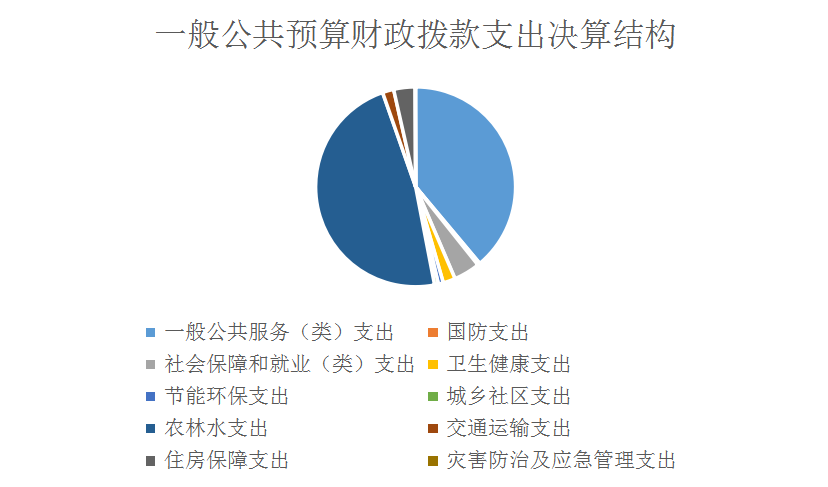 一般公共预算财政拨款支出决算结构
一般公共服务（类）支出 国防支出
社会保障和就业（类）支出 卫生健康支出
节能环保支出 城乡社区支出
农林水支出 交通运输支出
住房保障支出 灾害防治及应急管理支出